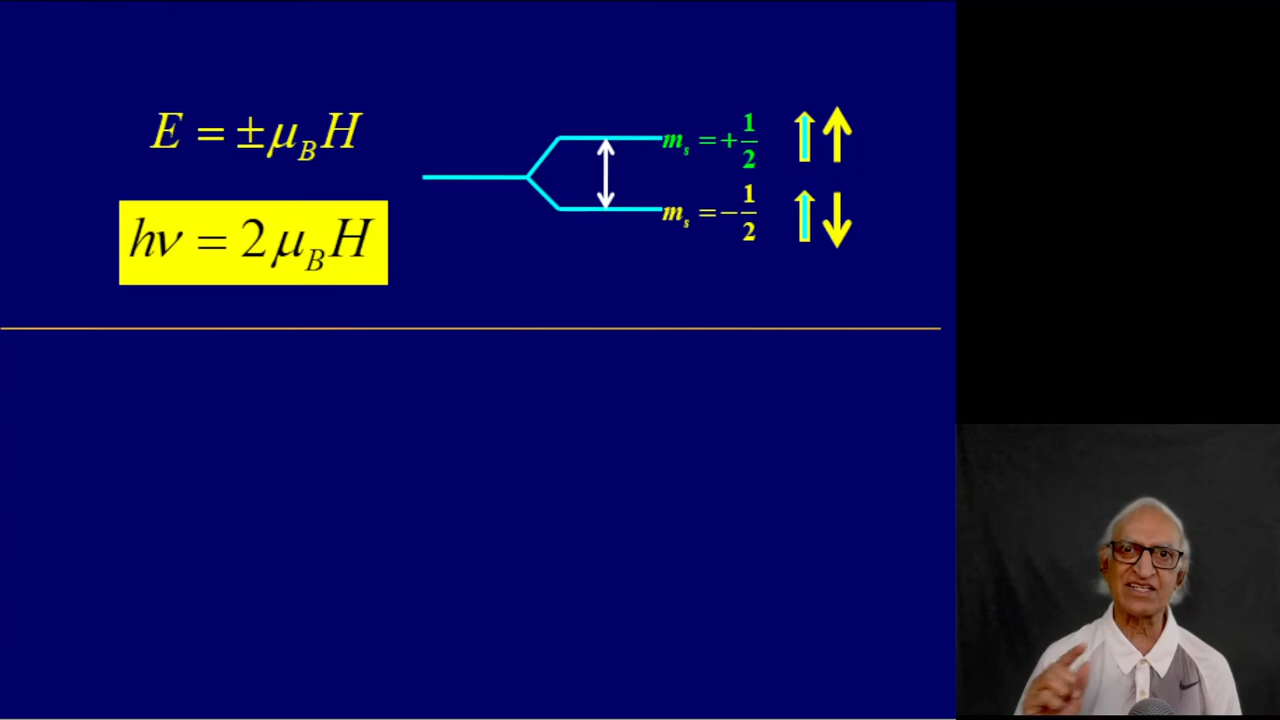 E = ±μ_B H
m_s = +1/2
m_s = −1/2
hν = 2μ_B H